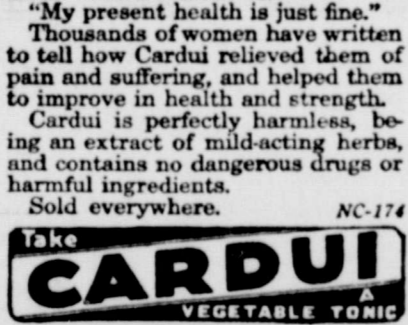 "My present health is just fine."
Thousands of women have written
to tell how Cardui relieved them of
pain and suffering, and helped them
to improve in health and strength.
Cardui is perfectly harmless, be-
ing an extract of mild-acting herbs,
and contains no dangerous drugs or
harmful ingredients.
Sold everywhere. NC-174
Take
CARDUI
A
VEGETABLE TONIC